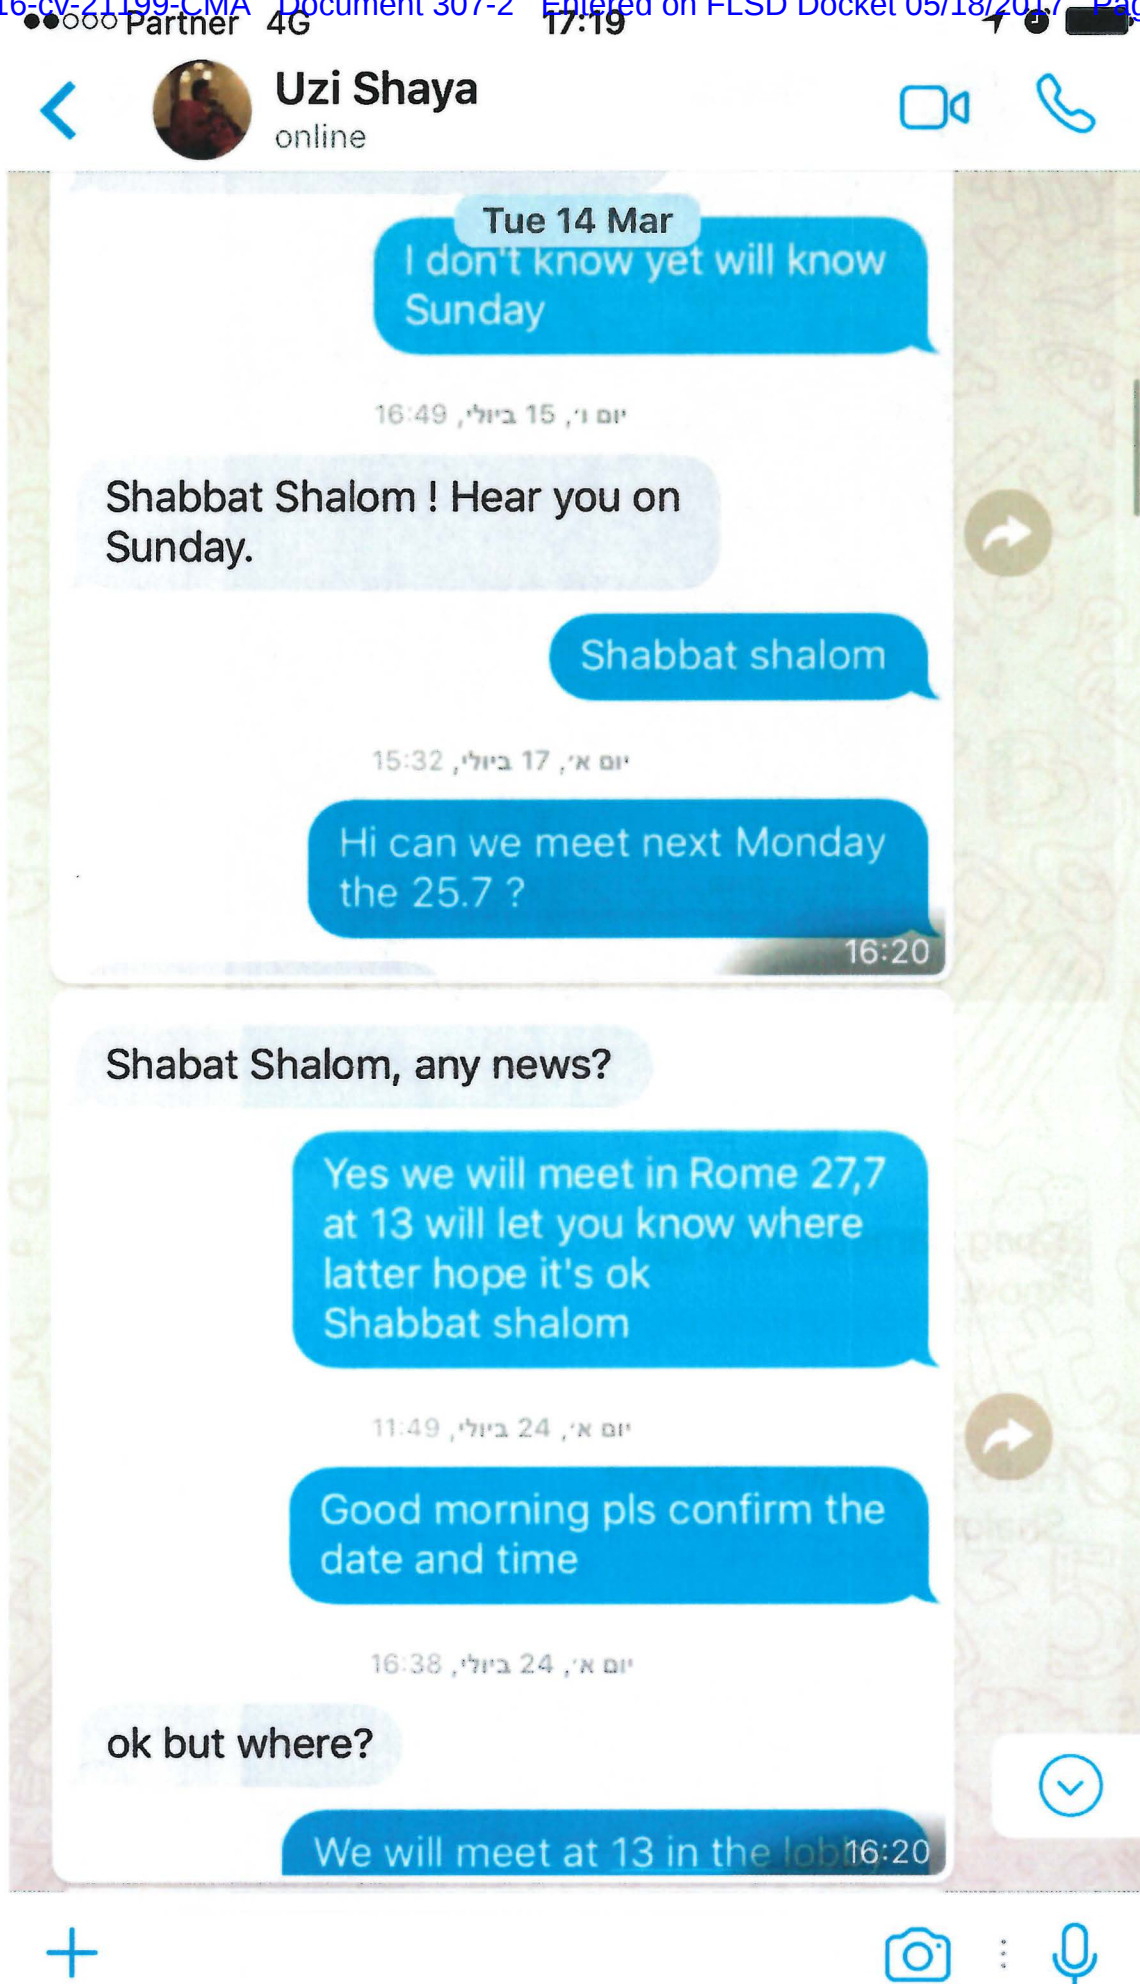 16-cv-21199-CMA Document 307-2 Entered on FLSD Docket 05/18/2017
Partner 4G 17:19
Uzi Shaya
online
Tue 14 Mar
I don't know yet will know
Sunday
יום ו׳, 15 ביולי, 16:49
Shabbat Shalom ! Hear you on
Sunday.
Shabbat shalom
יום א׳, 17 ביולי, 15:32
Hi can we meet next Monday
the 25.7 ?
16:20
Shabat Shalom, any news?
Yes we will meet in Rome 27,7
at 13 will let you know where
latter hope it's ok
Shabbat shalom
יום א׳, 24 ביולי, 11:49
Good morning pls confirm the
date and time
יום א׳, 24 ביולי, 16:38
ok but where?
We will meet at 13 in the lobby
16:20